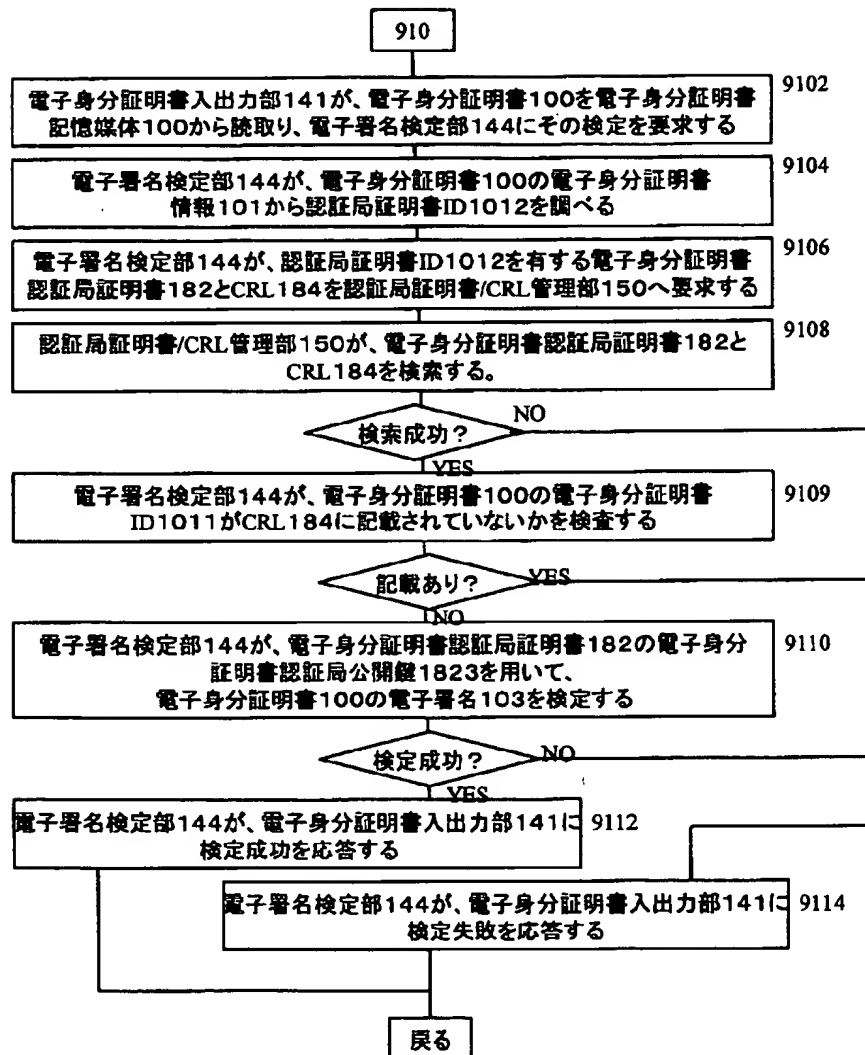 910
9102
電子身分証明書入出力部141が、電子身分証明書100を電子身分証明書
記憶媒体100から読取り、電子署名検定部144にその検定を要求する
9104
電子署名検定部144が、電子身分証明書100の電子身分証明書
情報101から認証局証明書ID1012を調べる
9106
電子署名検定部144が、認証局証明書ID1012を有する電子身分証明書
認証局証明書182とCRL184を認証局証明書/CRL管理部150へ要求する
9108
認証局証明書/CRL管理部150が、電子身分証明書認証局証明書182と
CRL184を検索する。
検索成功?
NO
YES
9109
電子署名検定部144が、電子身分証明書100の電子身分証明書
ID1011がCRL184に記載されていないかを検査する
記載あり?
YES
NO
9110
電子署名検定部144が、電子身分証明書認証局証明書182の電子身分
証明書認証局公開鍵1823を用いて、
電子身分証明書100の電子署名103を検定する
検定成功?
NO
YES
電子署名検定部144が、電子身分証明書入出力部141に
検定成功を応答する
9112
電子署名検定部144が、電子身分証明書入出力部141に
検定失敗を応答する
9114
戻る